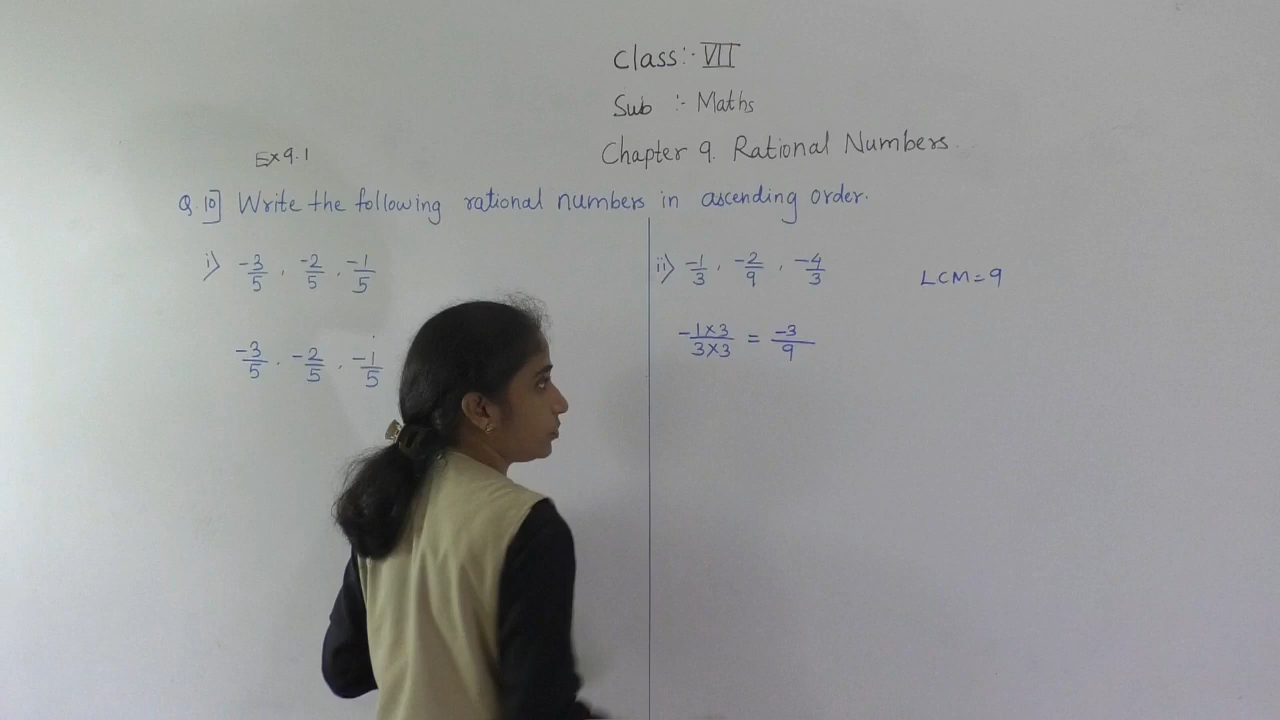 Class:- VII
Sub :- Maths
Chapter 9. Rational Numbers.
Ex 9.1
Q.10] Write the following rational numbers in ascending order.
i) -3/5, -2/5, -1/5
-3/5, -2/5, -1/5
ii) -1/3, -2/9, -4/3
LCM = 9
-1×3/3×3 = -3/9